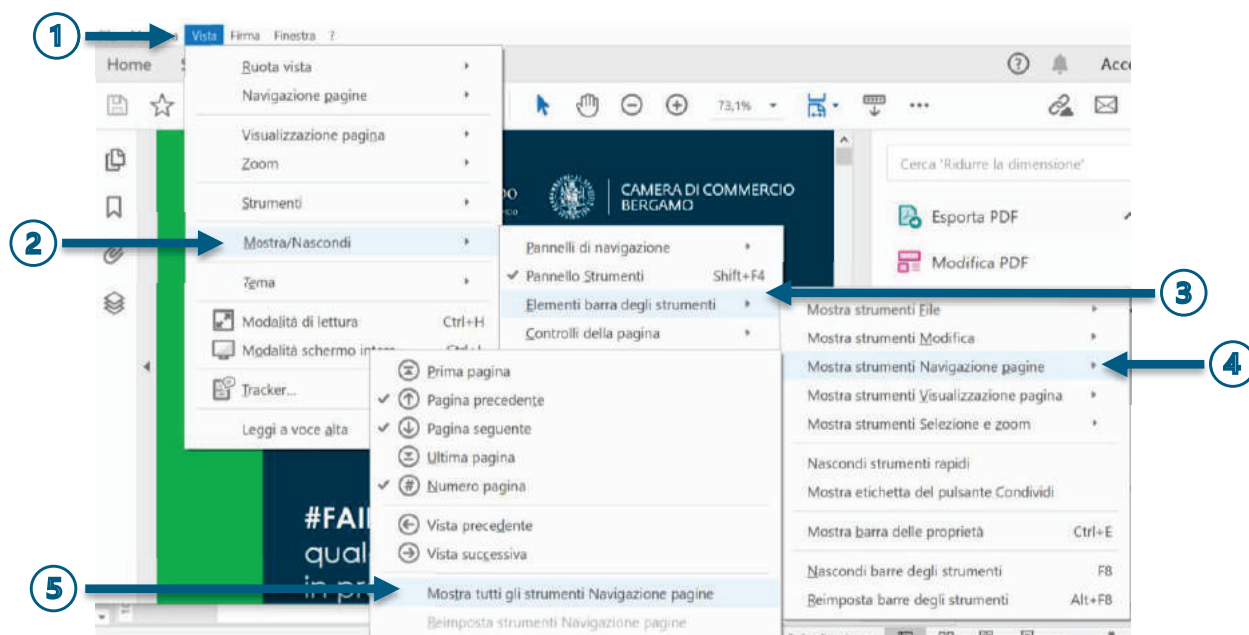 1
Vista Firma Finestra ?
Home
Ruota vista
Navigazione pagine
Visualizzazione pagina
Zoom
Strumenti
2
Mostra/Nascondi
Tema
Modalità di lettura Ctrl+H
Modalità schermo
Tracker...
Leggi a voce alta
73,1%
CAMERA DI COMMERCIO
BERGAMO
Cerca 'Ridurre la dimensione'
Esporta PDF
Modifica PDF
Pannelli di navigazione
Pannello Strumenti Shift+F4
Elementi barra degli strumenti
Controlli della pagina
3
Mostra strumenti File
Mostra strumenti Modifica
Mostra strumenti Navigazione pagine
4
Mostra strumenti Visualizzazione pagina
Mostra strumenti Selezione e zoom
Nascondi strumenti rapidi
Mostra etichetta del pulsante Condividi
Mostra barra delle proprietà Ctrl+E
Nascondi barre degli strumenti F8
Reimposta barre degli strumenti Alt+F8
Prima pagina
Pagina precedente
Pagina seguente
Ultima pagina
Numero pagina
Vista precedente
Vista successiva
5
Mostra tutti gli strumenti Navigazione pagine
Reimposta strumenti Navigazione pagine
#FAI
qual
in pr